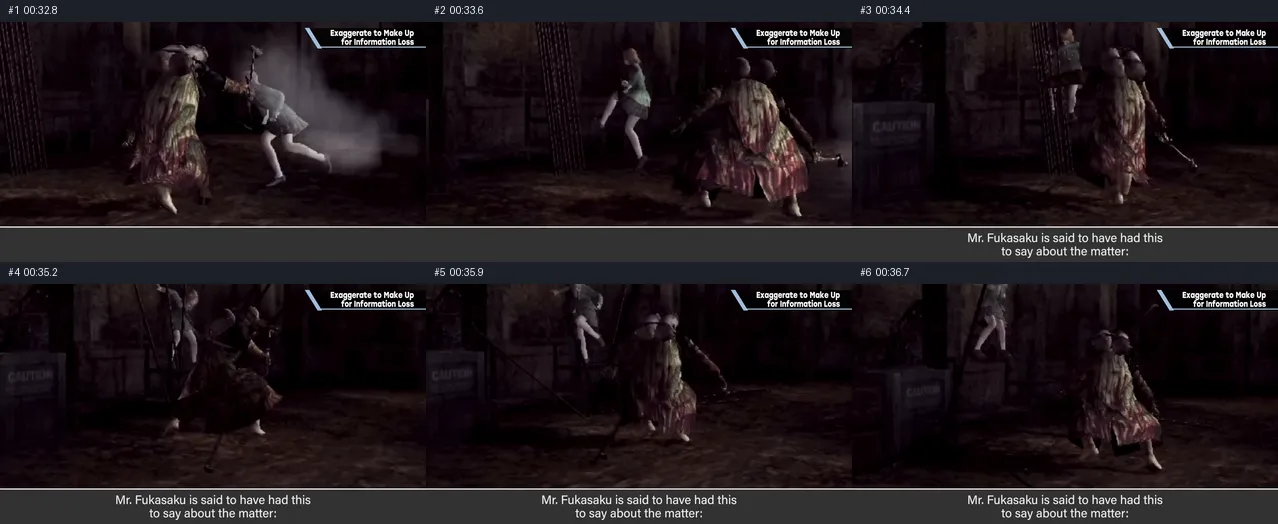 #1 00:32.8
Exaggerate to Make Up
for Information Loss
#2 00:33.6
Exaggerate to Make Up
for Information Loss
#3 00:34.4
Exaggerate to Make Up
for Information Loss
CAUTION
Mr. Fukasaku is said to have had this
to say about the matter:
#4 00:35.2
Exaggerate to Make Up
for Information Loss
CAUTION
Mr. Fukasaku is said to have had this
to say about the matter:
#5 00:35.9
Exaggerate to Make Up
for Information Loss
CAUTION
Mr. Fukasaku is said to have had this
to say about the matter:
#6 00:36.7
Exaggerate to Make Up
for Information Loss
CAUTION
Mr. Fukasaku is said to have had this
to say about the matter: